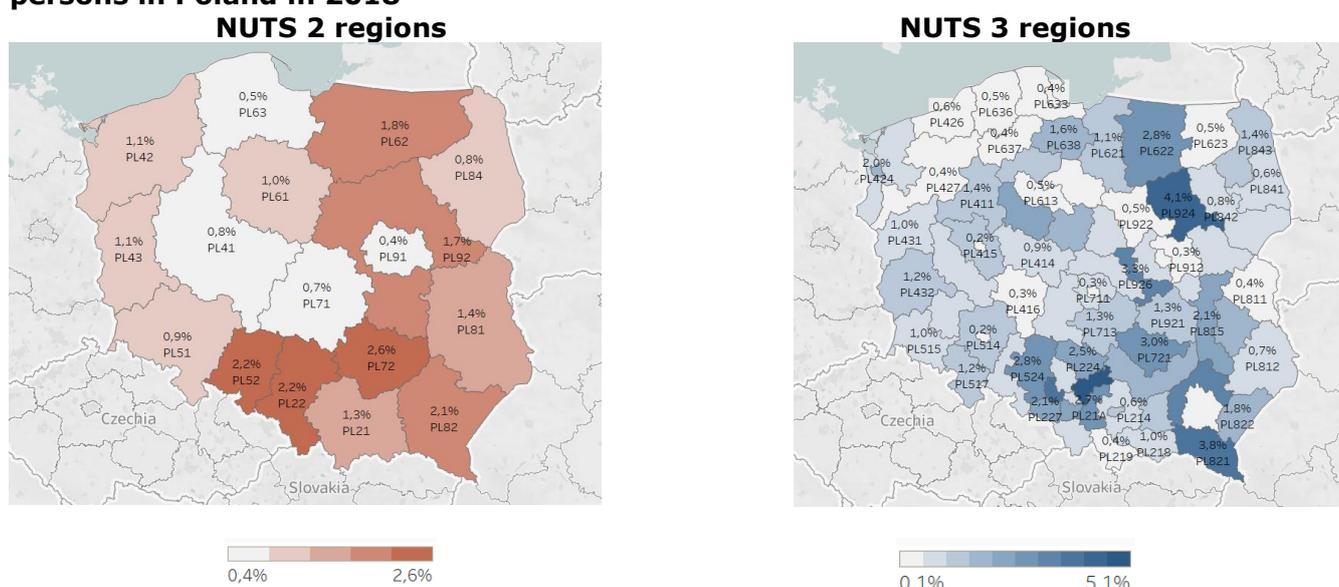 persons in Poland in 2018
NUTS 2 regions
0,5%
PL63
1,8%
PL62
1,1%
PL42
0,8%
PL84
1,0%
PL61
0,8%
PL41
1,1%
PL43
0,4%
PL91
1,7%
PL92
0,7%
PL71
1,4%
PL81
0,9%
PL51
2,2%
PL52
2,6%
PL72
2,2%
PL22
1,3%
PL21
2,1%
PL82
Czechia
Slovakia
0,4% 2,6%
NUTS 3 regions
0,4%
PL633
0,5%
PL636
0,6%
PL426
0,4%
PL637
1,6%
PL638
1,1%
PL621
2,8%
PL622
0,5%
PL623
1,4%
PL843
2,0%
PL424
0,4%
PL427
1,4%
PL411
0,5%
PL613
0,6%
PL841
4,1%
PL924
0,8%
PL842
0,5%
PL922
1,0%
PL431
0,2%
PL415
0,9%
PL414
0,3%
PL912
3,3%
PL926
1,2%
PL432
0,3%
PL416
0,3%
PL711
0,4%
PL811
1,3%
PL713
1,3%
PL921
2,1%
PL815
1,0%
PL515
0,2%
PL514
3,0%
PL721
2,5%
PL224
0,7%
PL812
2,8%
PL524
1,2%
PL517
2,1%
PL227
PL21A
0,6%
PL214
1,8%
PL822
0,4%
PL219
1,0%
PL218
3,8%
PL821
Czechia
Slovakia
0,1% 5,1%